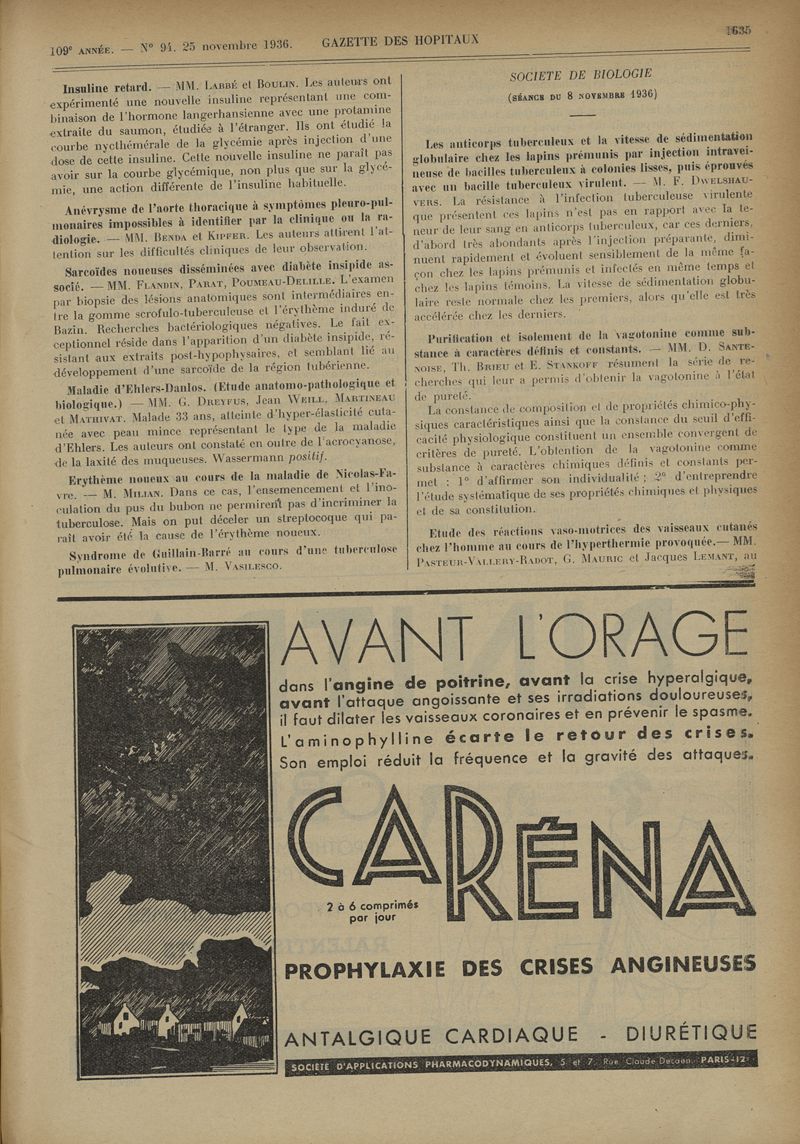 109e ANNÉE. — N° 94. 25 novembre 1936.
GAZETTE DES HOPITAUX
1635
Insuline retard. — MM. LABBÉ et BOULIN. Les auteurs ont
expérimenté une nouvelle insuline représentant une com-
binaison de l'hormone langerhansienne avec une protamine
extraite du saumon, étudiée à l'étranger. Ils ont étudié la
courbe nycthémérale de la glycémie après injection d'une
dose de cette insuline. Cette nouvelle insuline ne paraît pas
avoir sur la courbe glycémique, non plus que sur la glycé-
mie, une action différente de l'insuline habituelle.
Anévrysme de l'aorte thoracique à symptômes pleuro-pul-
monaires impossibles à identifier par la clinique ou la ra-
diologie. — MM. BENDA et KIPFER. Les auteurs attirent l'at-
tention sur les difficultés cliniques de leur observation.
Sarcoïdes noueuses disséminées avec diabète insipide as-
socié. — MM. FLANDIN, PARAT, POUMEAU-DELILLE. L'examen
par biopsie des lésions anatomiques sont intermédiaires en-
tre la gomme scrofulo-tuberculeuse et l'érythème induré de
Bazin. Recherches bactériologiques négatives. Le fait ex-
ceptionnel réside dans l'apparition d'un diabète insipide, ré-
sistant aux extraits post-hypophysaires, et semblant lié au
développement d'une sarcoïde de la région tubérienne.
Maladie d'Ehlers-Danlos. (Etude anatomo-pathologique et
biologique.) — MM. G. DREYFUS, Jean WEILL, MARTINEAU
et MATHIVAT. Malade 33 ans, atteinte d'hyper-élasticité cuta-
née avec peau mince représentant le type de la maladie
d'Ehlers. Les auteurs ont constaté en outre de l'acrocyanose,
de la laxité des muqueuses. Wassermann positif.
Erythème noueux au cours de la maladie de Nicolas-Fa-
vre. — M. MILIAN. Dans ce cas, l'ensemencement et l'ino-
culation du pus du bubon ne permirent pas d'incriminer la
tuberculose. Mais on put déceler un streptocoque qui pa-
raît avoir été la cause de l'érythème noueux.
Syndrome de Guillain-Barré au cours d'une tuberculose
pulmonaire évolutive. — M. VASILESCO.
SOCIETE DE BIOLOGIE
(SÉANCE DU 8 NOVEMBRE 1936)
Les anticorps tuberculeux et la vitesse de sédimentation
globulaire chez les lapins prémunis par injection intravei-
neuse de bacilles tuberculeux à colonies lisses, puis éprouvés
avec un bacille tuberculeux virulent. — M. F. DWELSHAU-
VERS. La résistance à l'infection tuberculeuse virulente
que présentent ces lapins n'est pas en rapport avec la te-
neur de leur sang en anticorps tuberculeux, car ces derniers,
d'abord très abondants après l'injection préparante, dimi-
nuent rapidement et évoluent sensiblement de la même fa-
çon chez les lapins prémunis et infectés en même temps et
chez les lapins témoins. La vitesse de sédimentation globu-
laire reste normale chez les premiers, alors qu'elle est très
accélérée chez les derniers.
Purification et isolement de la vagotonine comme sub-
stance à caractères définis et constants. — MM. D. SANTE-
NOISE, Th. BRIEU et E. STANKOFF résument la série de re-
cherches qui leur a permis d'obtenir la vagotonine à l'état
de pureté.
La constance de composition et de propriétés chimico-phy-
siques caractéristiques ainsi que la constance du seuil d'effi-
cacité physiologique constituent un ensemble convergent de
critères de pureté. L'obtention de la vagotonine comme
substance à caractères chimiques définis et constants per-
met : 1° d'affirmer son individualité ; 2° d'entreprendre
l'étude systématique de ses propriétés chimiques et physiques
et de sa constitution.
Etude des réactions vaso-motrices des vaisseaux cutanés
chez l'homme au cours de l'hyperthermie provoquée.— MM.
PASTEUR-VALLERY-RADOT, G. MAURIC et Jacques LEMANT, au
AVANT L'ORAGE
dans l'angine de poitrine, avant la crise hyperalgique,
avant l'attaque angoissante et ses irradiations douloureuses,
il faut dilater les vaisseaux coronaires et en prévenir le spasme.
L'aminophylline écarte le retour des crises.
Son emploi réduit la fréquence et la gravité des attaques.
CARÉNA
2 à 6 comprimés
par jour
PROPHYLAXIE DES CRISES ANGINEUSES
ANTALGIQUE CARDIAQUE - DIURÉTIQUE
SOCIÉTÉ D'APPLICATIONS PHARMACODYNAMIQUES, 5 et 7, Rue Claude Decaen. PARIS-12e